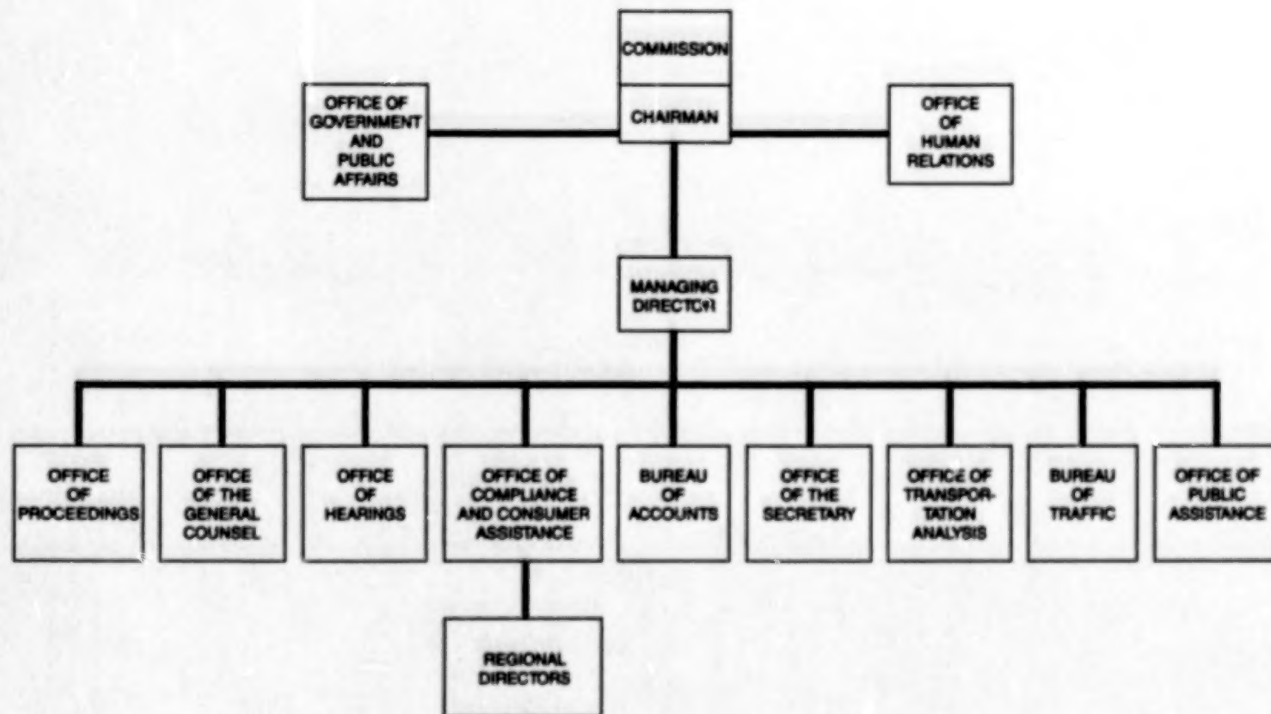 COMMISSION
CHAIRMAN
OFFICE OF
GOVERNMENT
AND
PUBLIC
AFFAIRS
OFFICE
OF
HUMAN
RELATIONS
MANAGING
DIRECTOR
OFFICE
OF
PROCEEDINGS
OFFICE
OF THE
GENERAL
COUNSEL
OFFICE
OF
HEARINGS
OFFICE OF
COMPLIANCE
AND CONSUMER
ASSISTANCE
BUREAU
OF
ACCOUNTS
OFFICE
OF THE
SECRETARY
OFFICE OF
TRANSPOR-
TATION
ANALYSIS
BUREAU
OF
TRAFFIC
OFFICE OF
PUBLIC
ASSISTANCE
REGIONAL
DIRECTORS